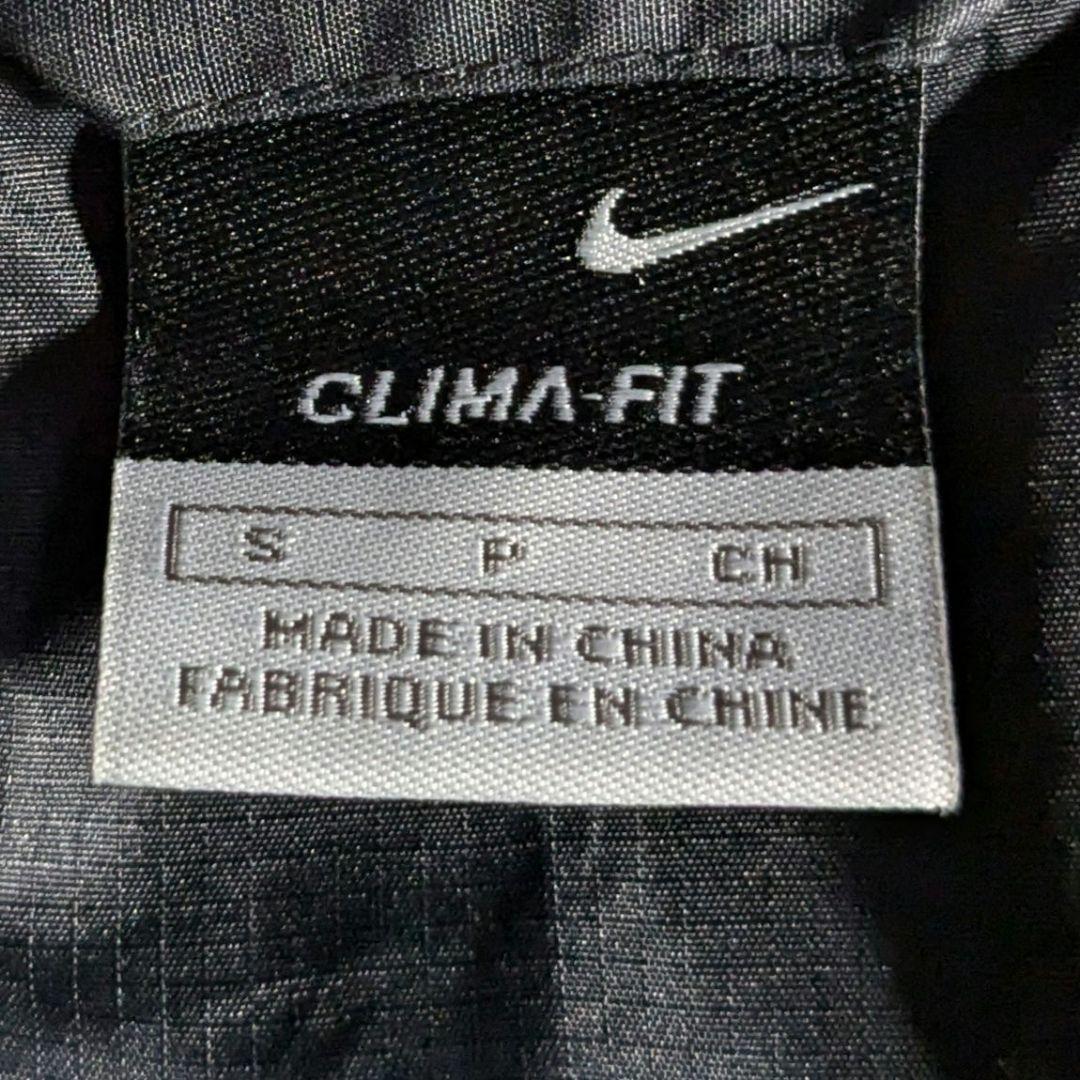 CLIMA-FIT
S P CH
MADE IN CHINA
FABRIQUE EN CHINE